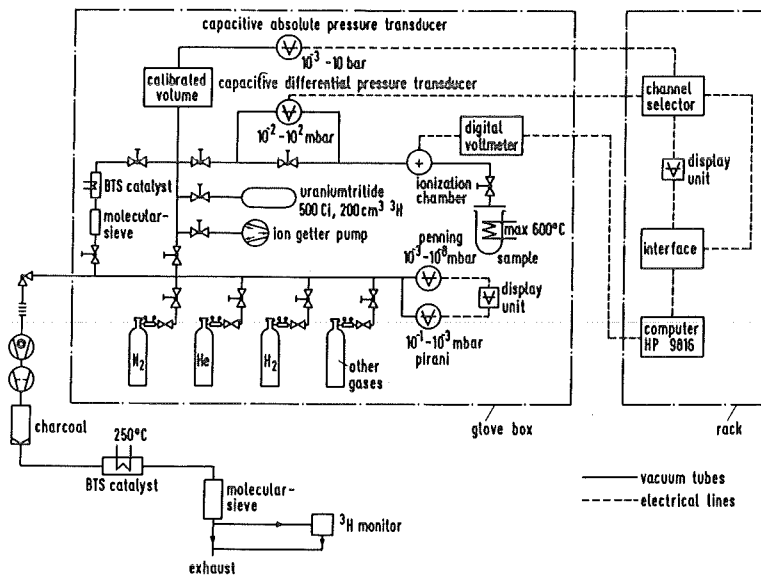 capacitive absolute pressure transducer
10⁻³ -10 bar
calibrated
volume
capacitive differential pressure transducer
10⁻² -10² mbar
channel
selector
digital
voltmeter
display
unit
BTS catalyst
molecular-
sieve
uraniumtritide
500 Ci, 200cm³ ³H
ion getter pump
ionization
chamber
max 600°C
sample
penning
10⁻³-10⁻⁸mbar
display
unit
interface
10⁻¹-10⁻³mbar
pirani
computer
HP 9816
N₂
He
H₂
other
gases
glove box
rack
charcoal
250°C
BTS catalyst
molecular-
sieve
³H monitor
exhaust
vacuum tubes
electrical lines